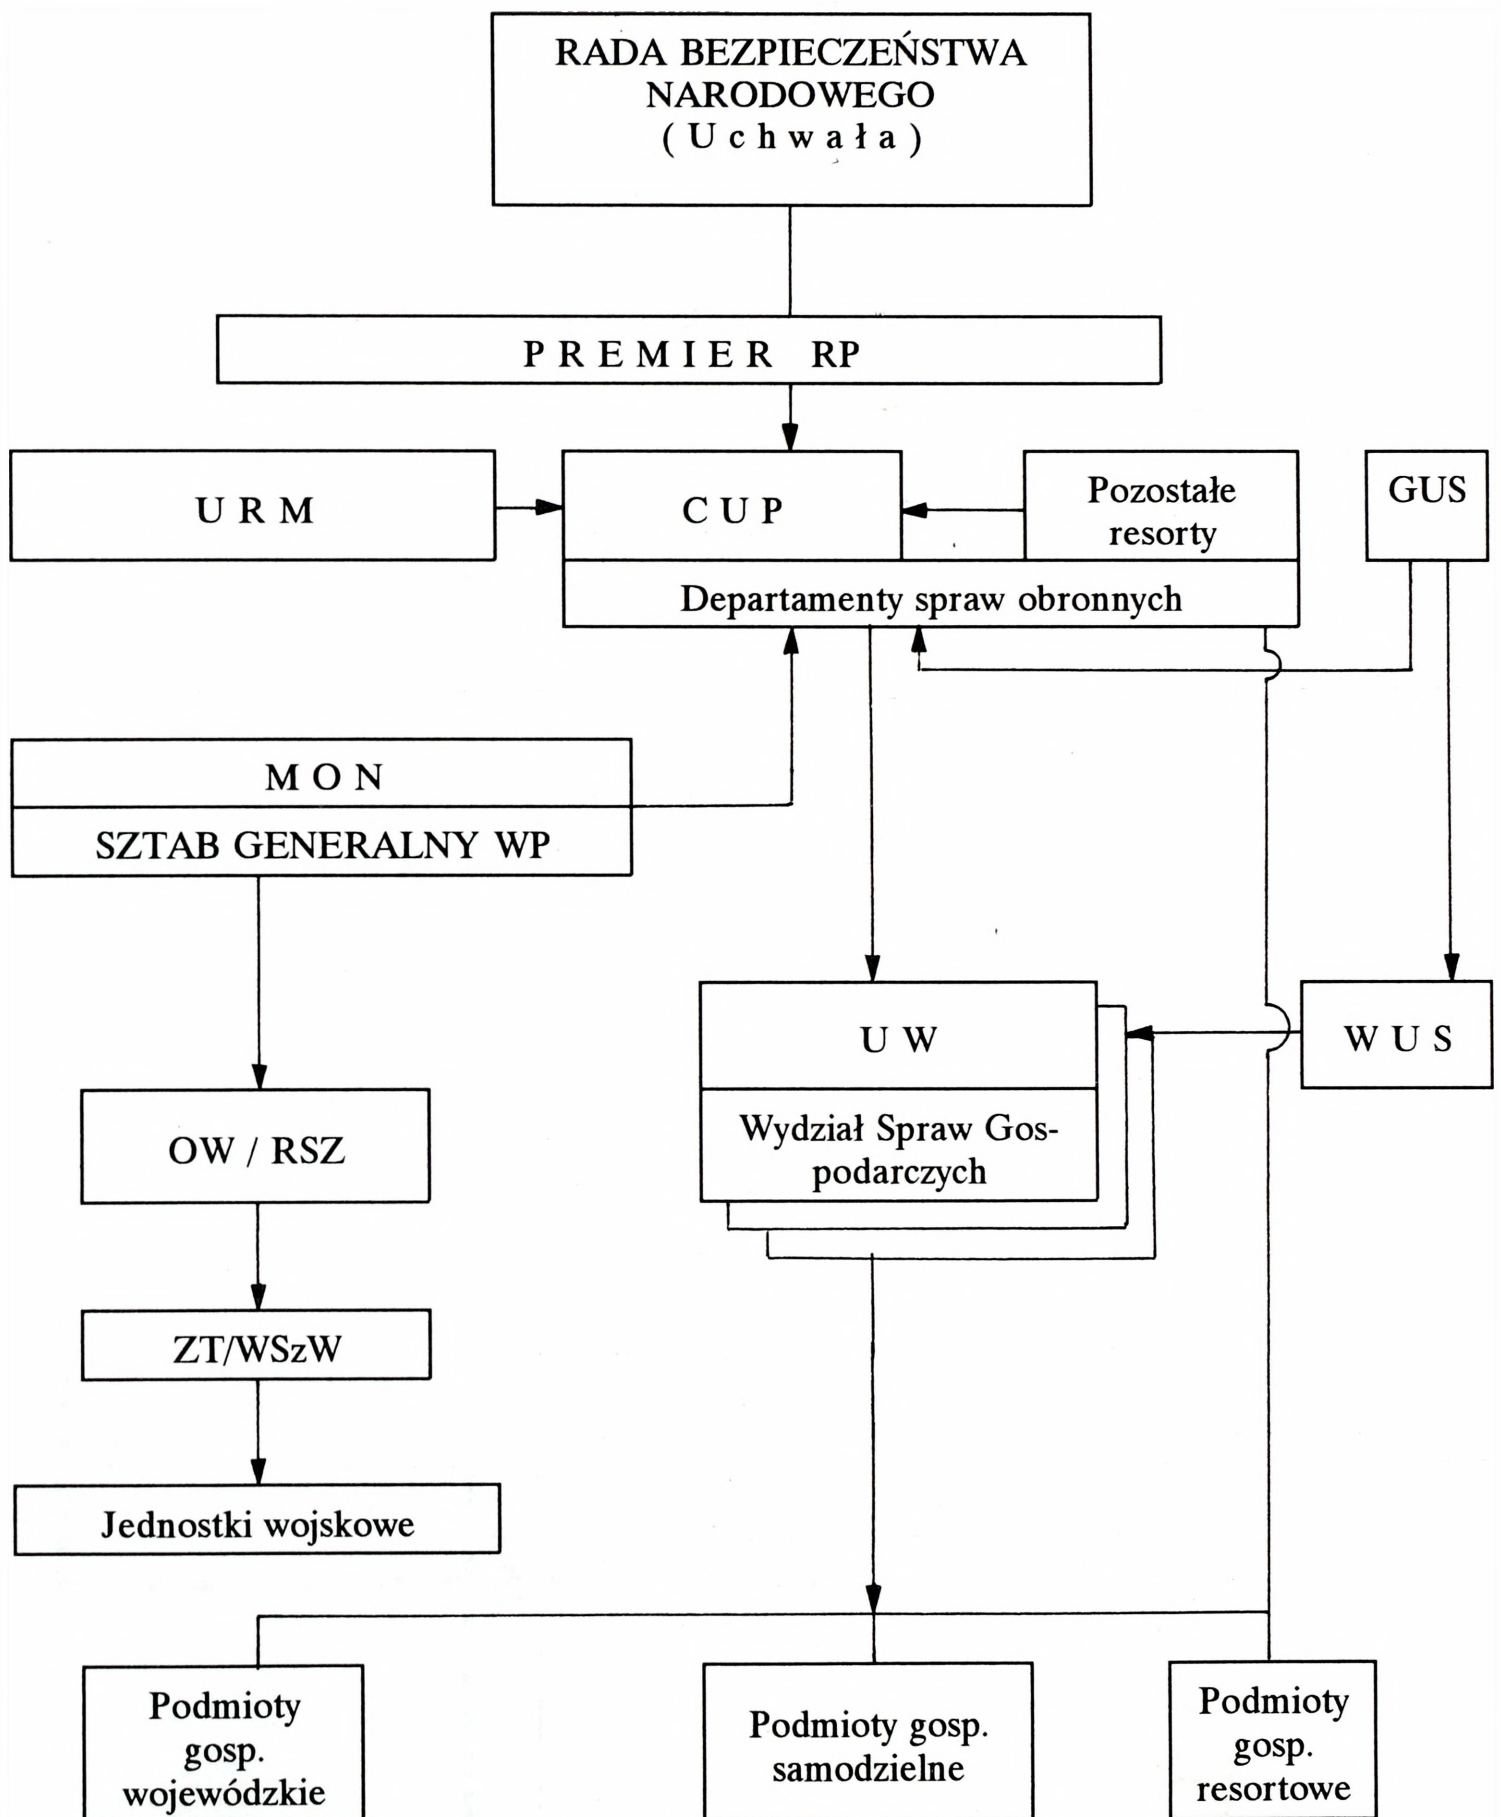 RADA BEZPIECZEŃSTWA
NARODOWEGO
( U c h w a ł a )
P R E M I E R RP
U R M
C U P
Pozostałe
resorty
GUS
Departamenty spraw obronnych
M O N
SZTAB GENERALNY WP
U W
W U S
Wydział Spraw Gos-
podarczych
OW / RSZ
ZT/WSzW
Jednostki wojskowe
Podmioty
gosp.
wojewódzkie
Podmioty gosp.
samodzielne
Podmioty
gosp.
resortowe